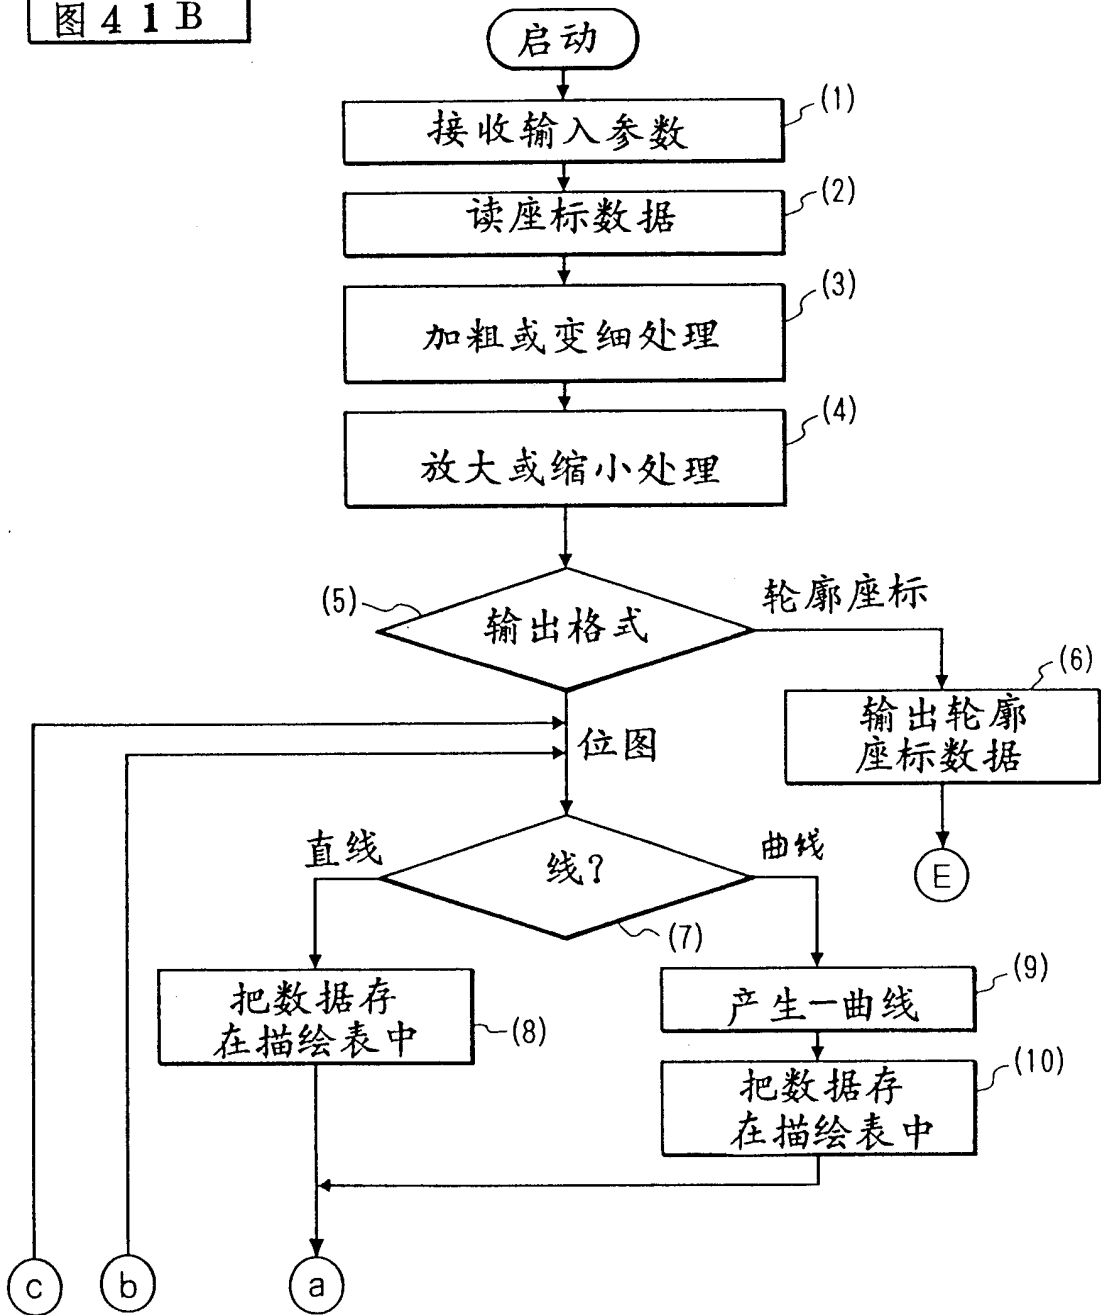 图 4 1 B
启动
接收输入参数
(1)
读座标数据
(2)
加粗或变细处理
(3)
放大或缩小处理
(4)
(5)
输出格式
轮廓座标
(6)
输出轮廓
座标数据
位图
E
直线
线?
曲线
(7)
把数据存
在描绘表中
(8)
产生一曲线
(9)
把数据存
在描绘表中
(10)
c
b
a